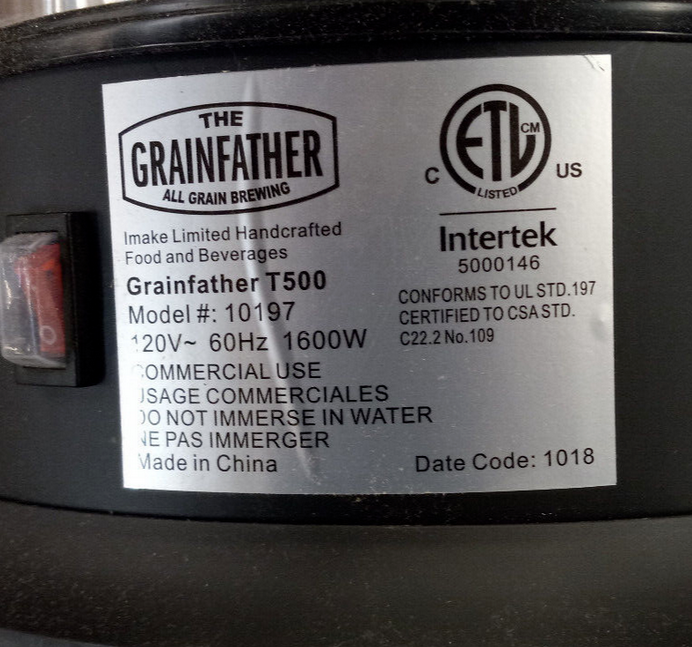 THE
GRAINFATHER
ALL GRAIN BREWING
Imake Limited Handcrafted
Food and Beverages
Grainfather T500
Model #: 10197
120V~ 60Hz 1600W
COMMERCIAL USE
USAGE COMMERCIALES
DO NOT IMMERSE IN WATER
NE PAS IMMERGER
Made in China
ETL CM
C US
LISTED
Intertek
5000146
CONFORMS TO UL STD.197
CERTIFIED TO CSA STD.
C22.2 No.109
Date Code: 1018